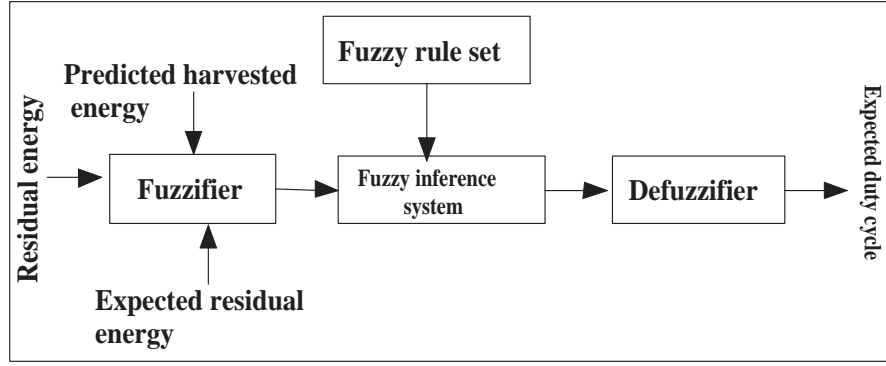 Fuzzy rule set
Predicted harvested
energy
Residual energy
Fuzzifier
Fuzzy inference
system
Defuzzifier
Expected duty cycle
Expected residual
energy